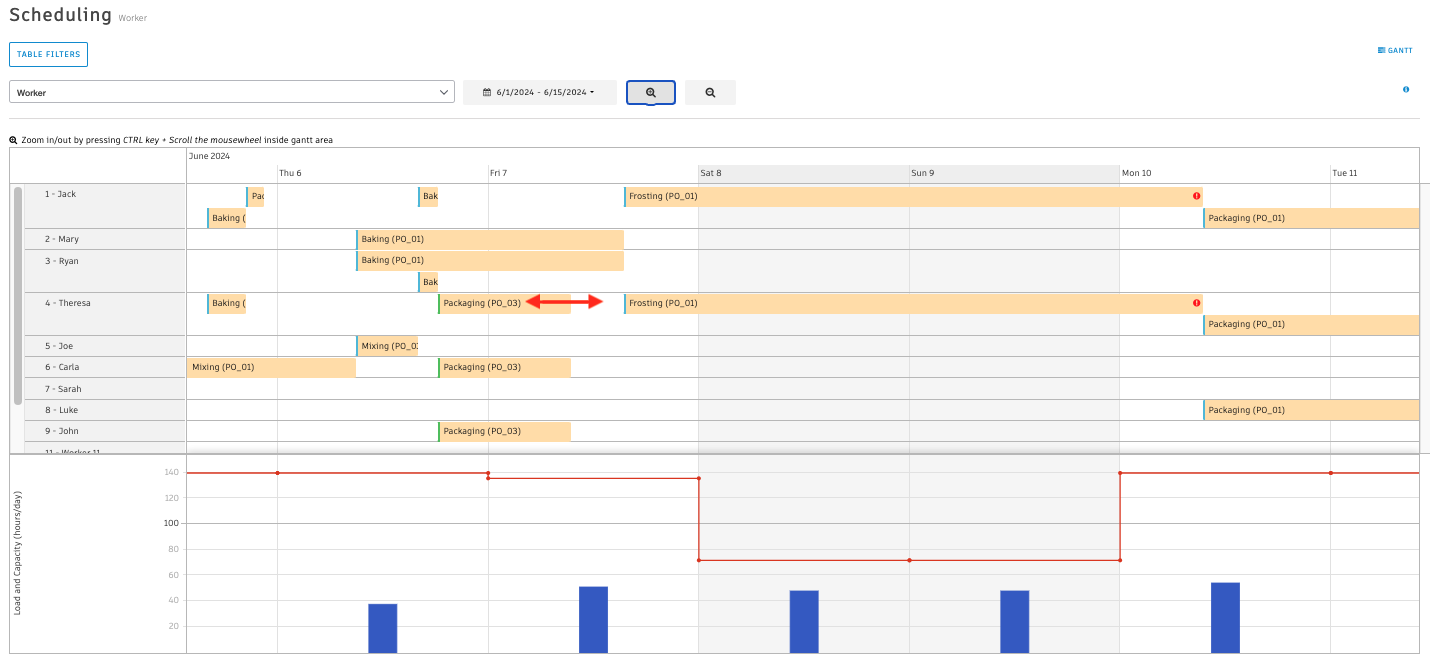 Scheduling Worker
TABLE FILTERS
GANTT
Worker
6/1/2024 - 6/15/2024
Zoom in/out by pressing CTRL key + Scroll the mousewheel inside gantt area
June 2024
Thu 6 Fri 7 Sat 8 Sun 9 Mon 10 Tue 11
1 - Jack Pac Bak Frosting (PO_01)
Baking ( Packaging (PO_01)
2 - Mary Baking (PO_01)
3 - Ryan Baking (PO_01)
Bak
4 - Theresa Baking ( Packaging (PO_03) Frosting (PO_01)
Packaging (PO_01)
5 - Joe Mixing (PO_0
6 - Carla Mixing (PO_01) Packaging (PO_03)
7 - Sarah
8 - Luke Packaging (PO_01)
9 - John Packaging (PO_03)
11 - Worker 11
Load and Capacity (hours/day)
140
120
100
80
60
40
20